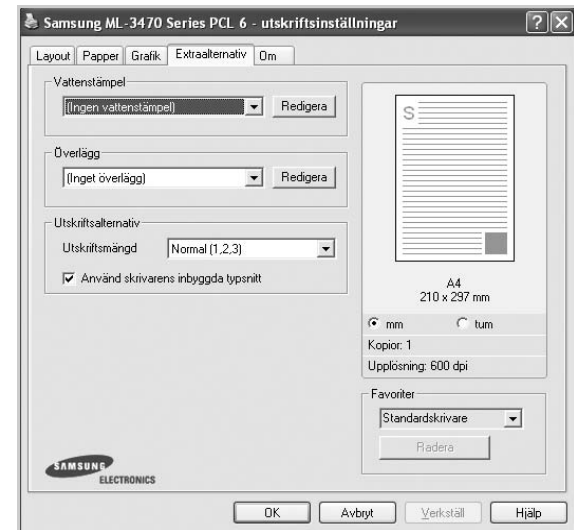 Samsung ML-3470 Series PCL 6 - utskriftsinställningar
Layout Papper Grafik Extraalternativ Om
Vattenstämpel
(Ingen vattenstämpel) Redigera
Överlägg
(Inget överlägg) Redigera
Utskriftsalternativ
Utskriftsmängd Normal (1,2,3)
Använd skrivarens inbyggda typsnitt
S
A4
210 x 297 mm
mm tum
Kopior: 1
Upplösning: 600 dpi
Favoriter
Standardskrivare
Radera
SAMSUNG
ELECTRONICS
OK Avbryt Verkställ Hjälp